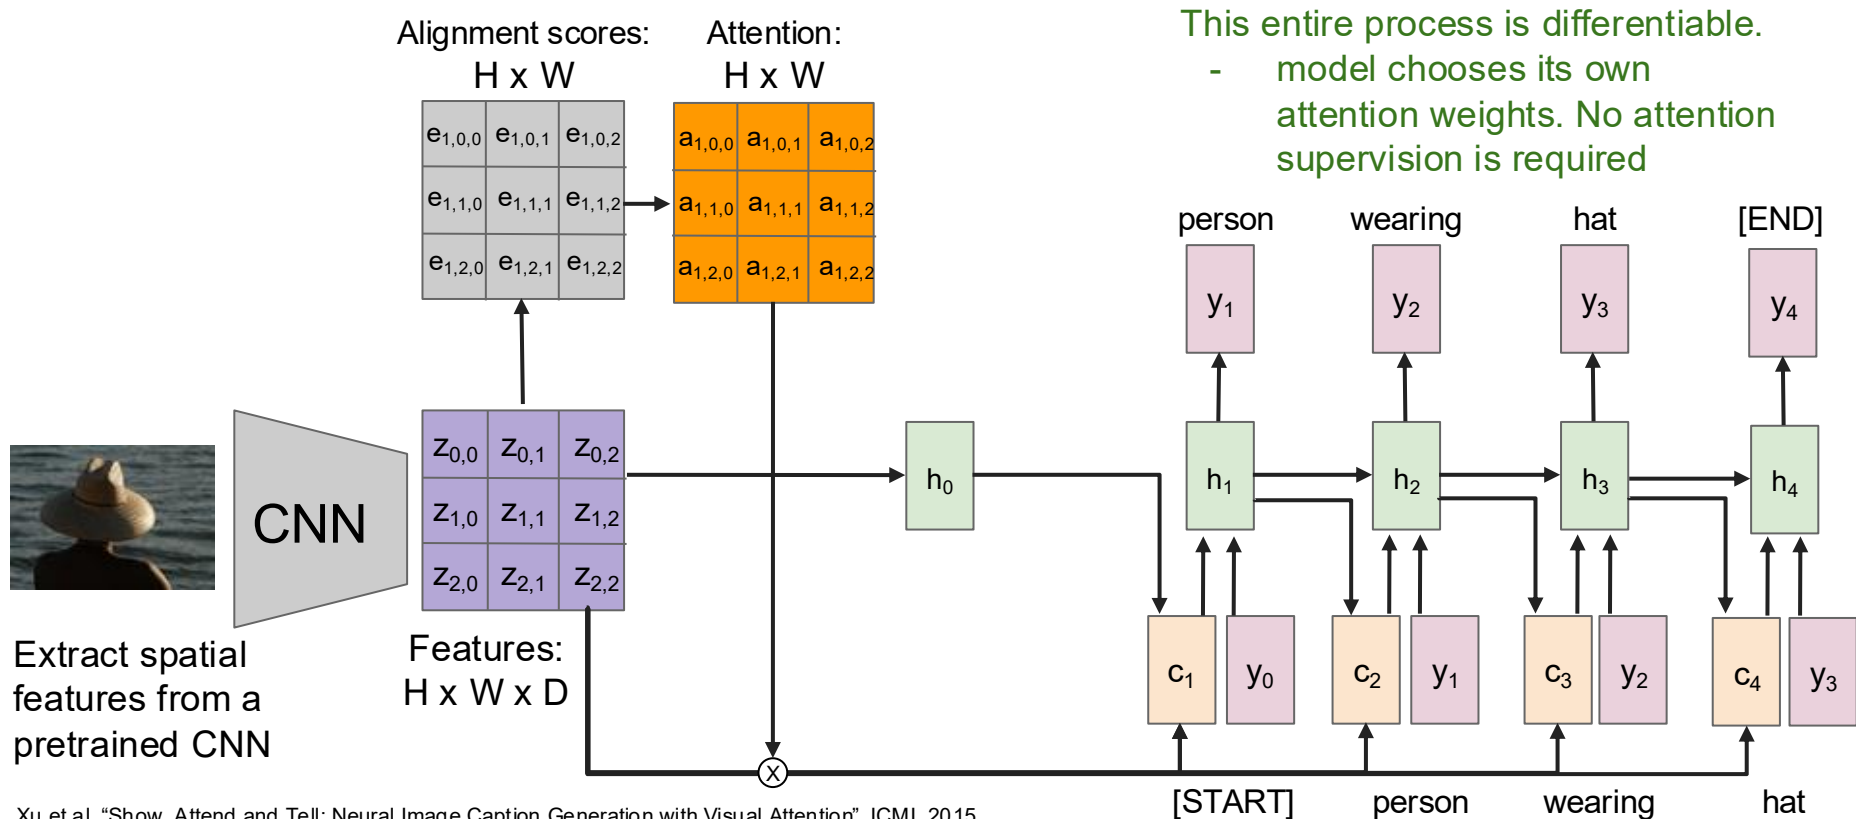 Alignment scores:
H x W
Attention:
H x W
This entire process is differentiable.
- model chooses its own
attention weights. No attention
supervision is required
e1,0,0 e1,0,1 e1,0,2
e1,1,0 e1,1,1 e1,1,2
e1,2,0 e1,2,1 e1,2,2
a1,0,0 a1,0,1 a1,0,2
a1,1,0 a1,1,1 a1,1,2
a1,2,0 a1,2,1 a1,2,2
person wearing hat [END]
y1 y2 y3 y4
CNN
z0,0 z0,1 z0,2
z1,0 z1,1 z1,2
z2,0 z2,1 z2,2
h0 h1 h2 h3 h4
Extract spatial
features from a
pretrained CNN
Features:
H x W x D
c1 y0 c2 y1 c3 y2 c4 y3
X
[START] person wearing hat
Xu et al, “Show, Attend and Tell: Neural Image Caption Generation with Visual Attention”, ICML 2015